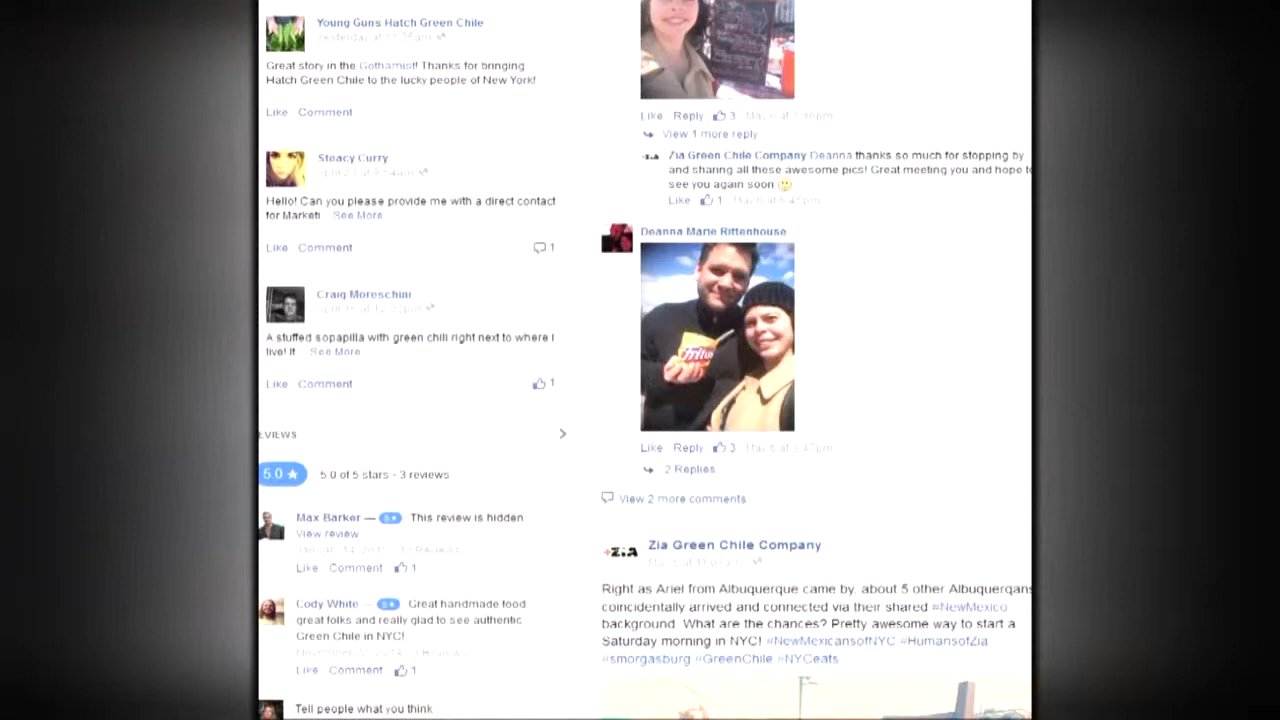 Young Guns Hatch Green Chile
Yesterday at 11:35am
Great story in the Gothamist! Thanks for bringing
Hatch Green Chile to the lucky people of New York!
Like Comment
Steacy Curry
Hello! Can you please provide me with a direct contact
for Marketi See More
Like Comment
1
Craig Moreschini
A stuffed sopapilla with green chili right next to where I
live! It See More
Like Comment
1
EVIEWS
5.0
5.0 of 5 stars · 3 reviews
Max Barker — 5 This review is hidden
View review
Like Comment 1
Cody White — 5 Great handmade food
great folks and really glad to see authentic
Green Chile in NYC!
Like Comment 1
Tell people what you think
Like Reply 3
View 1 more reply
ZIA
Zia Green Chile Company Deanna thanks so much for stopping by
and sharing all these awesome pics! Great meeting you and hope to
see you again soon
Like 1
Deanna Marie Rittenhouse
Fritos
Like Reply 3
2 Replies
View 2 more comments
ZIA
Zia Green Chile Company
Right as Ariel from Albuquerque came by, about 5 other Albuquerqans
coincidentally arrived and connected via their shared #NewMexico
background. What are the chances? Pretty awesome way to start a
Saturday morning in NYC! #NewMexicansofNYC #HumansofZia
#smorgasburg #GreenChile #NYCeats